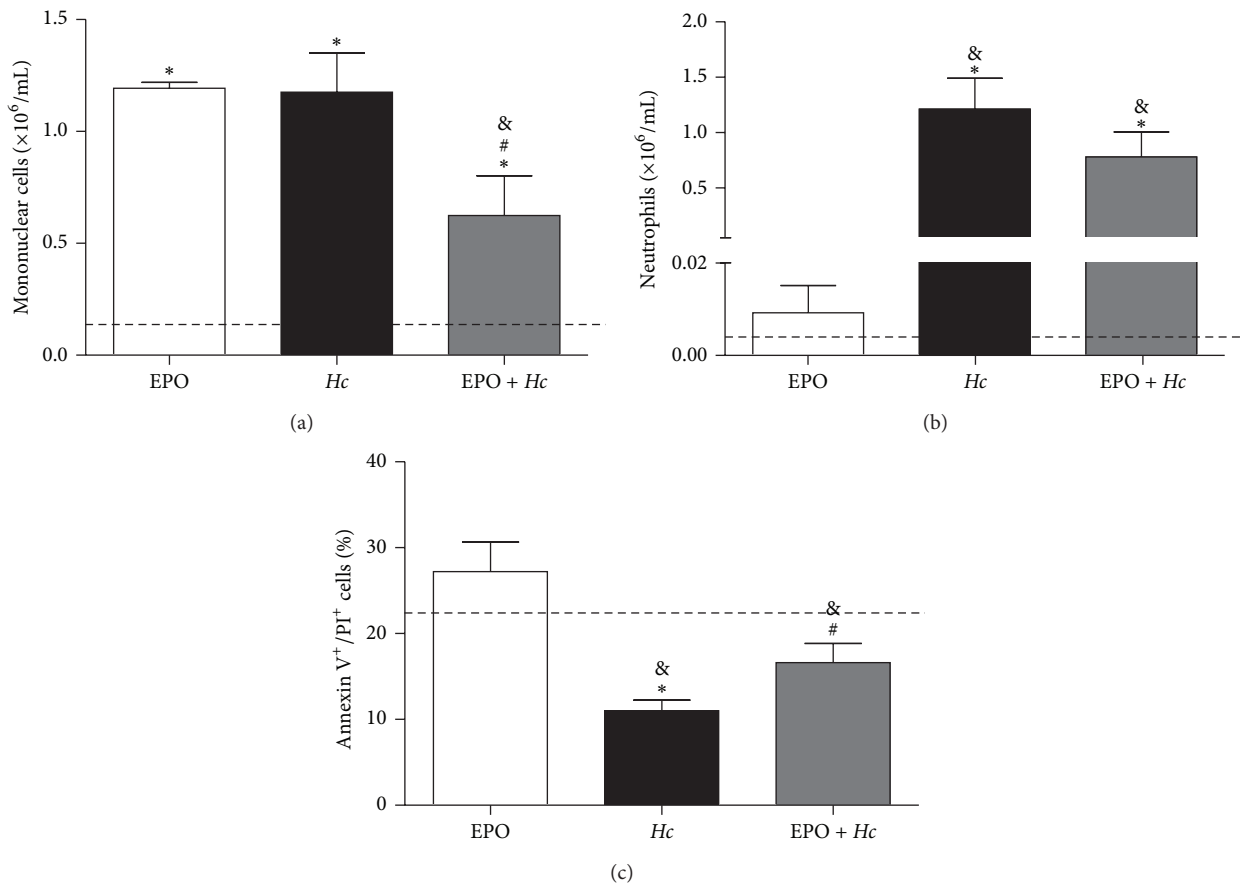 Mononuclear cells (×10⁶/mL)
1.5
1.0
0.5
0.0
*
*
&
#
*
EPO
Hc
EPO + Hc
(a)
Neutrophils (×10⁶/mL)
2.0
1.5
1.0
0.5
0.02
0.00
&
*
&
*
EPO
Hc
EPO + Hc
(b)
Annexin V⁺/PI⁺ cells (%)
40
30
20
10
0
&
*
&
#
EPO
Hc
EPO + Hc
(c)